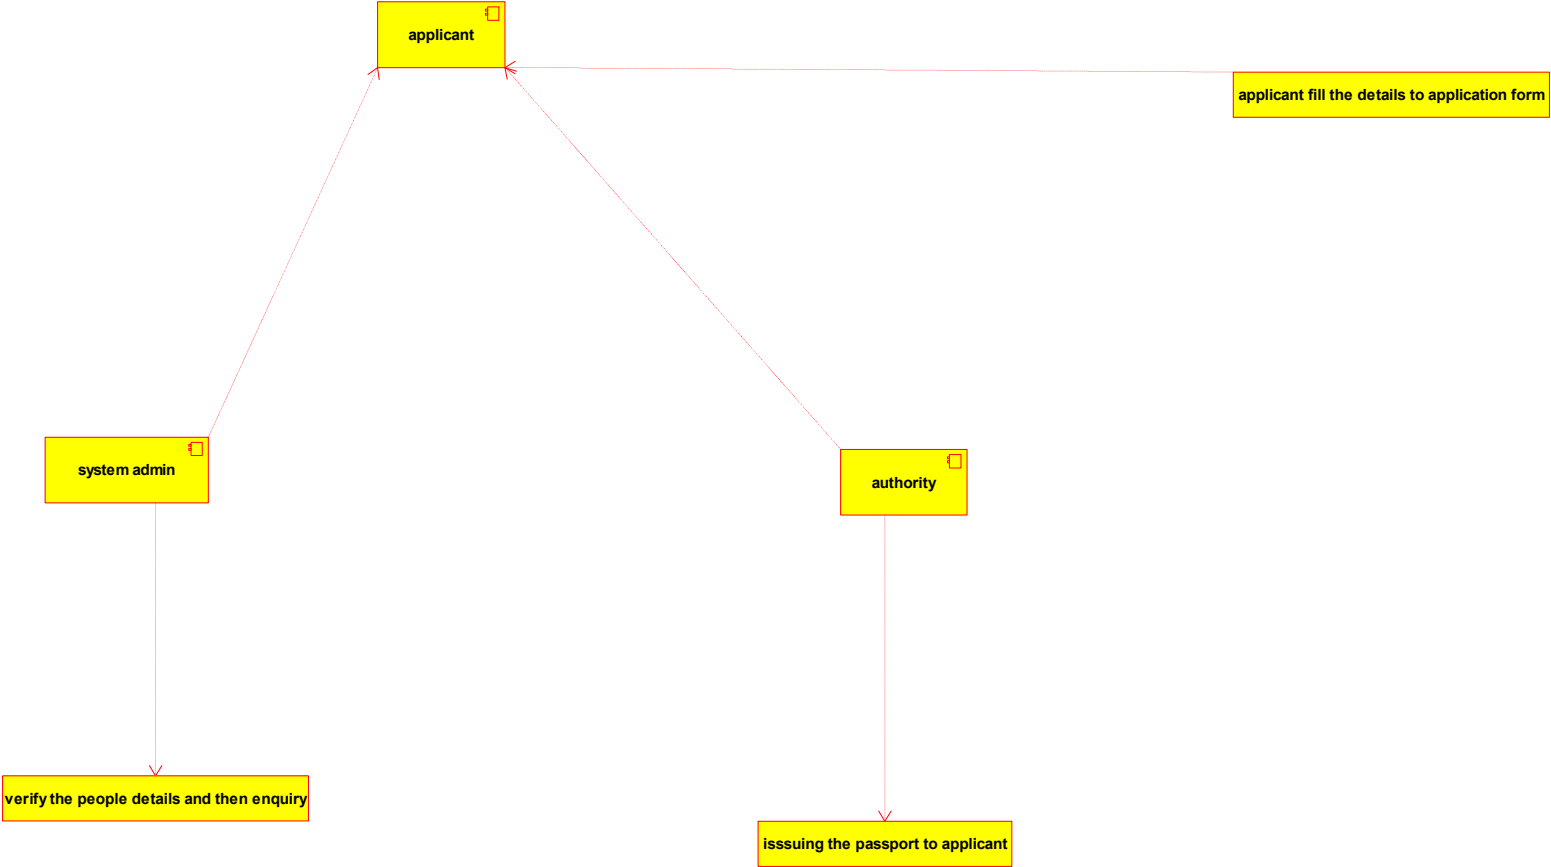 applicant
applicant fill the details to application form
system admin
authority
verify the people details and then enquiry
isssuing the passport to applicant